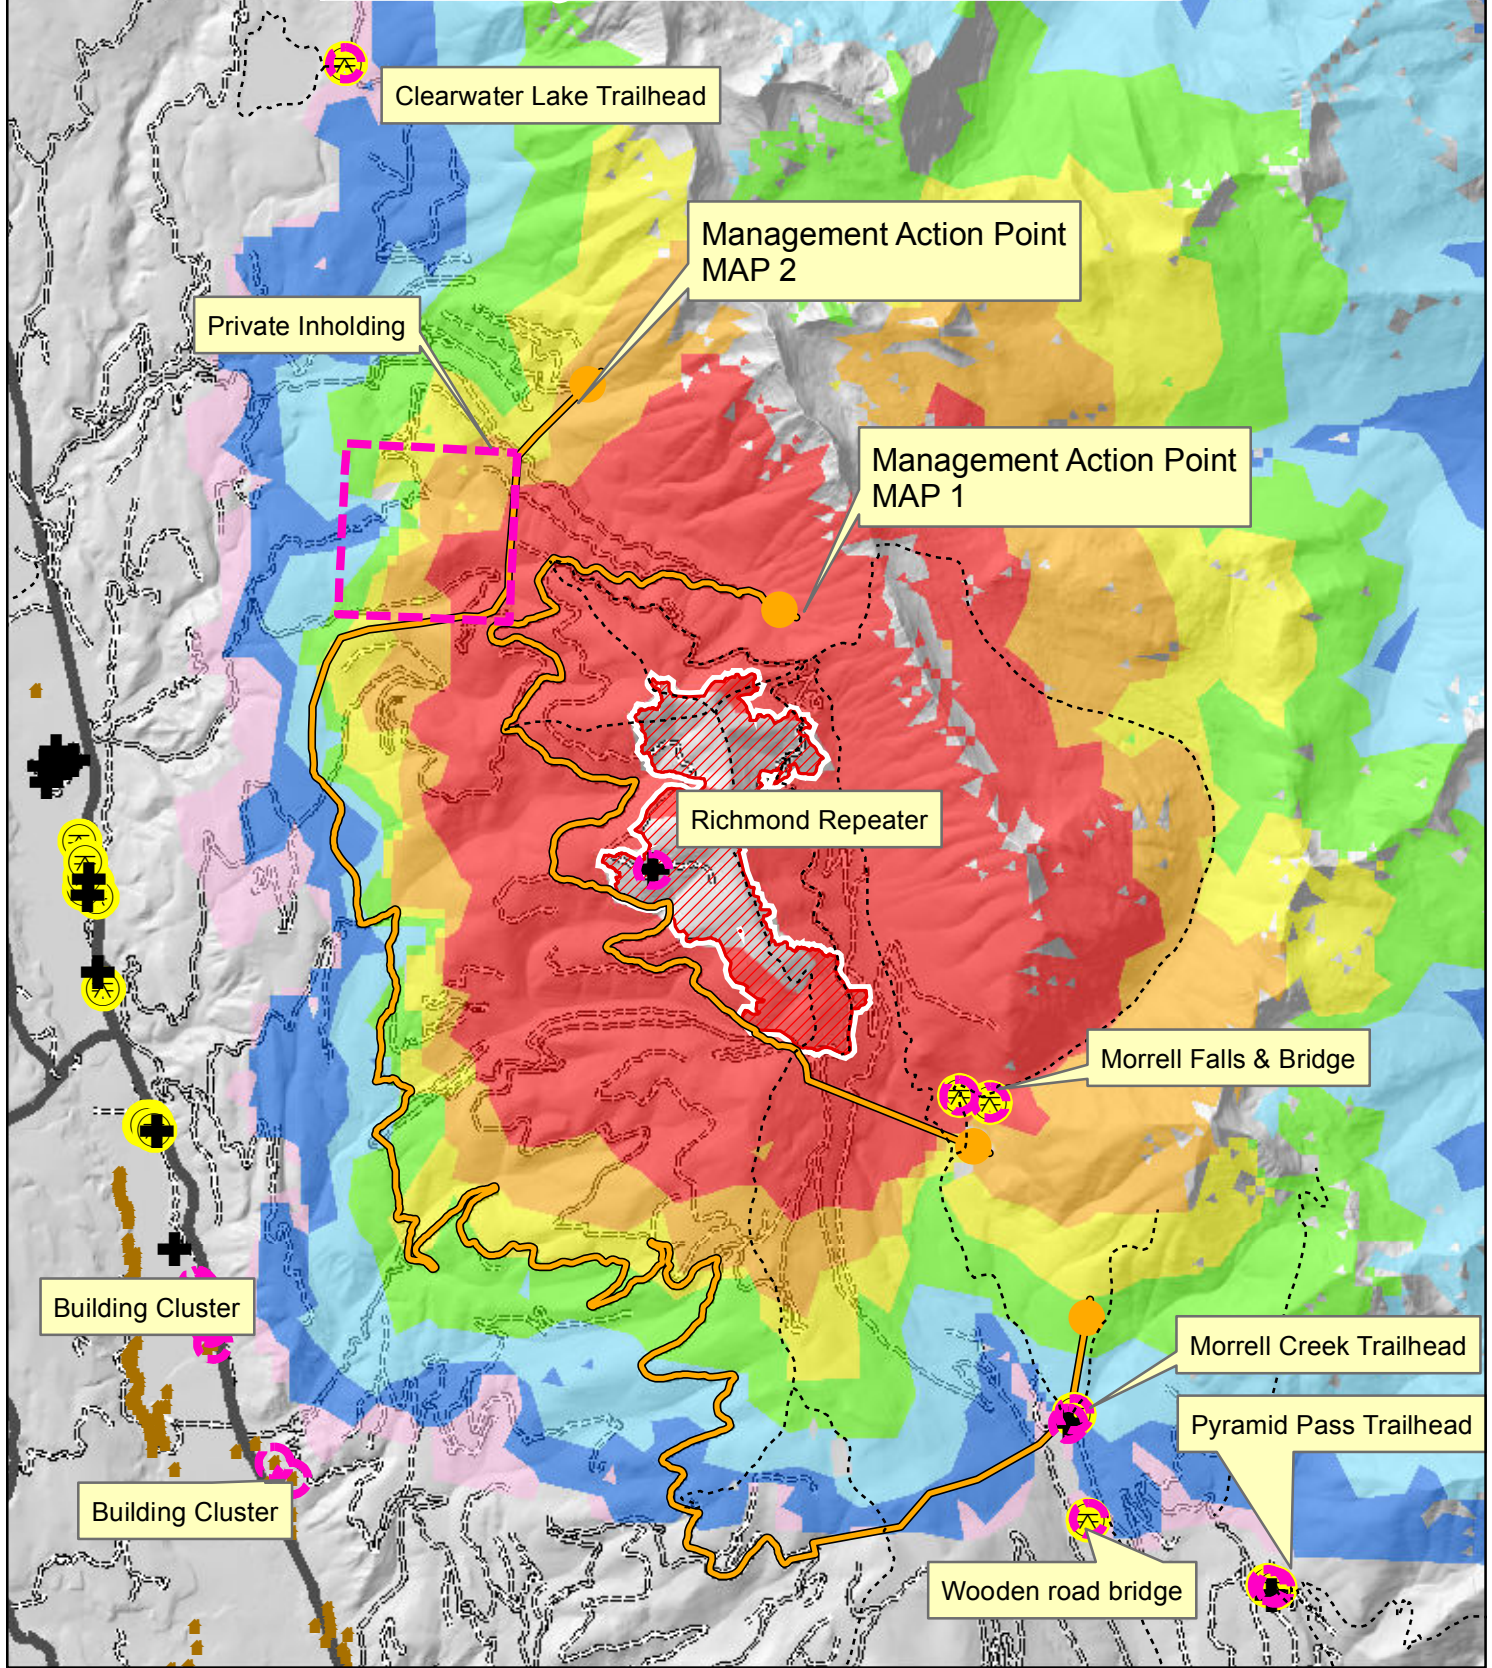 Clearwater Lake Trailhead
Management Action Point
MAP 2
Private Inholding
Management Action Point
MAP 1
Richmond Repeater
Morrell Falls & Bridge
Building Cluster
Morrell Creek Trailhead
Pyramid Pass Trailhead
Building Cluster
Wooden road bridge